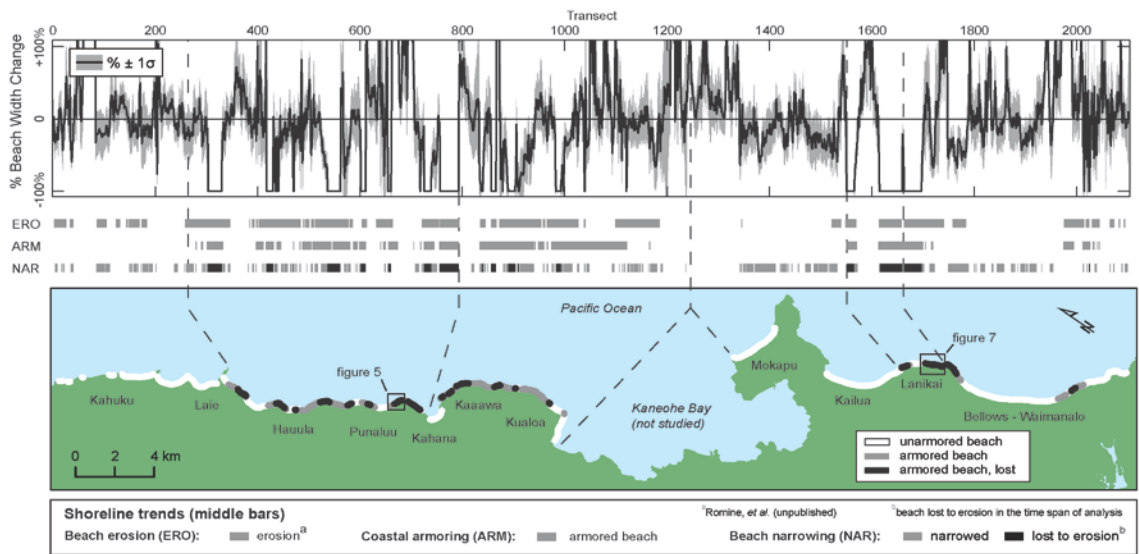 Transect
0 200 400 600 800 1000 1200 1400 1600 1800 2000
% Beach Width Change
+100%
0
-100%
% ± 1σ
ERO
ARM
NAR
Pacific Ocean
N
figure 7
figure 5
Mokapu
Lanikai
Kahuku
Laie
Kaaawa
Kailua
Hauula
Punaluu
Kualoa
Kaneohe Bay
(not studied)
Bellows - Waimanalo
Kahana
0 2 4 km
unarmored beach
armored beach
armored beach, lost
Shoreline trends (middle bars)
aRomine, et al. (unpublished)
bbeach lost to erosion in the time span of analysis
Beach erosion (ERO): erosiona
Coastal armoring (ARM): armored beach
Beach narrowing (NAR): narrowed lost to erosionb